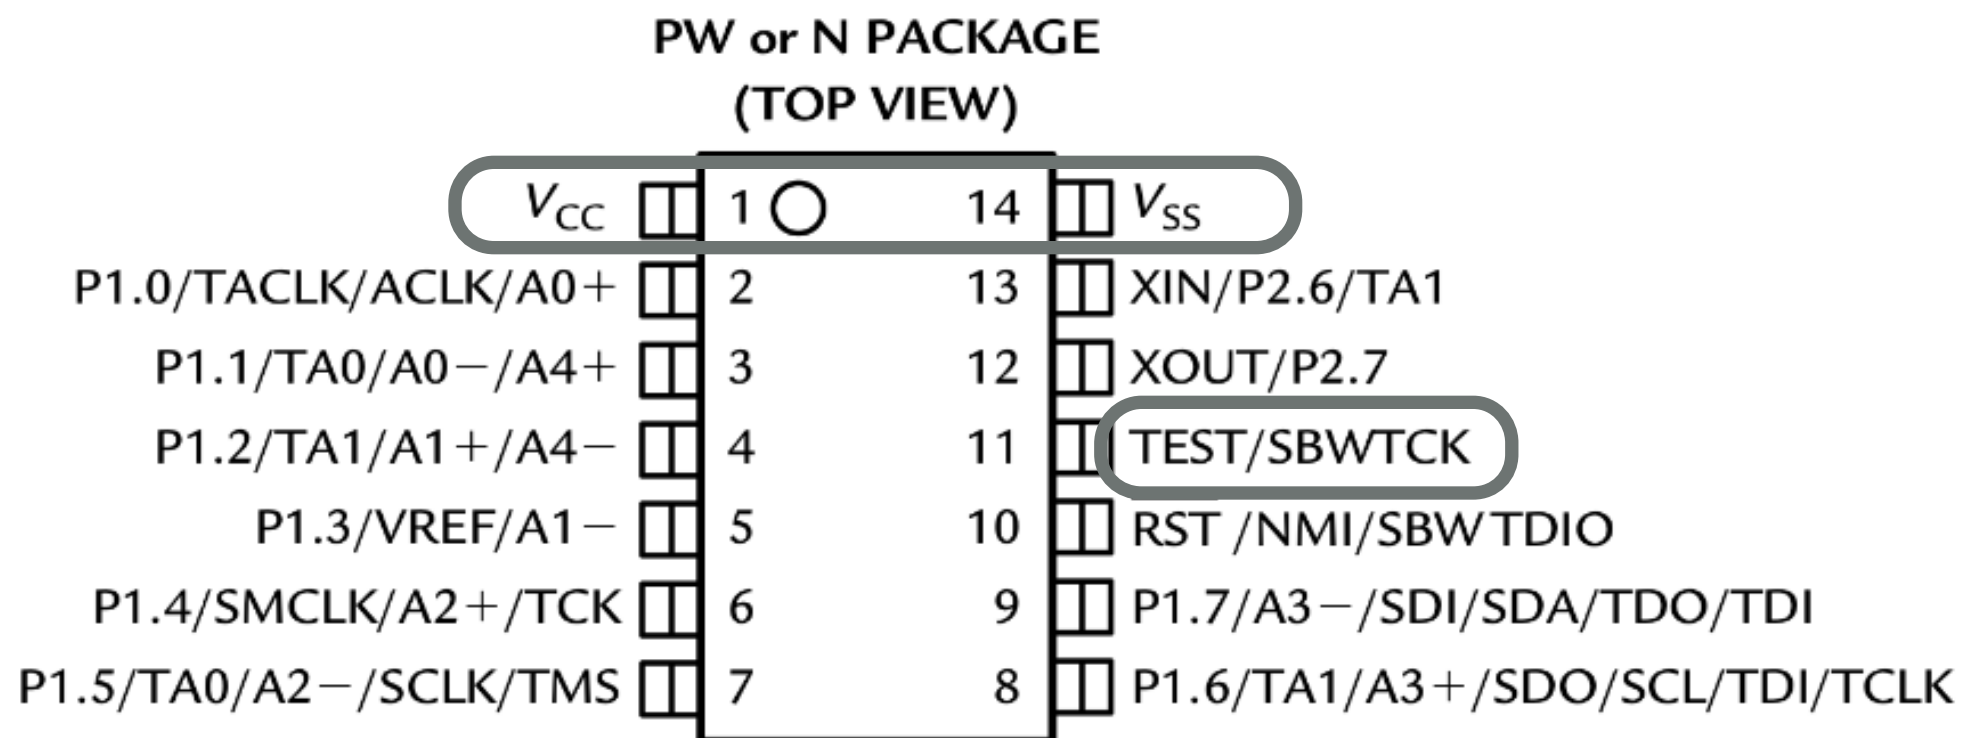 PW or N PACKAGE
(TOP VIEW)
VCC 1 14 VSS
P1.0/TACLK/ACLK/A0+ 2 13 XIN/P2.6/TA1
P1.1/TA0/A0−/A4+ 3 12 XOUT/P2.7
P1.2/TA1/A1+/A4− 4 11 TEST/SBWTCK
P1.3/VREF/A1− 5 10 RST /NMI/SBWTDIO
P1.4/SMCLK/A2+/TCK 6 9 P1.7/A3−/SDI/SDA/TDO/TDI
P1.5/TA0/A2−/SCLK/TMS 7 8 P1.6/TA1/A3+/SDO/SCL/TDI/TCLK